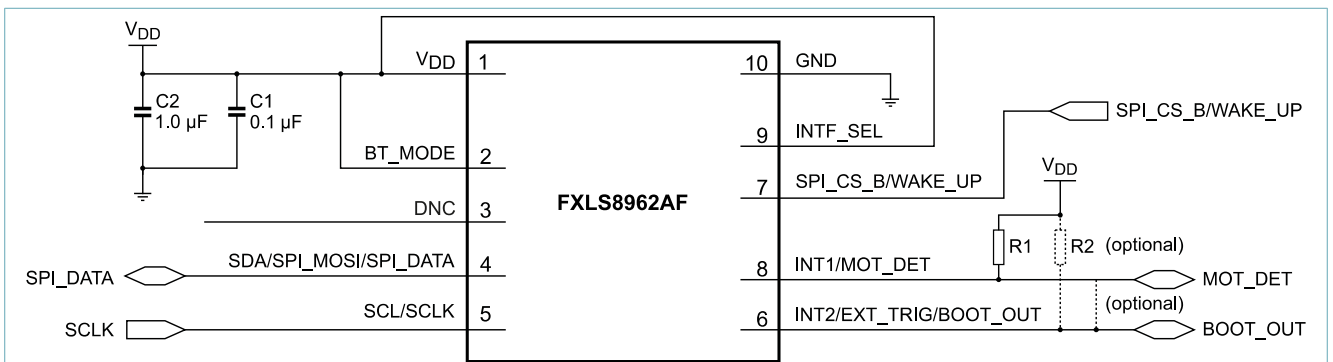 VDD
C2
1.0 µF
C1
0.1 µF
VDD
1
BT_MODE
2
DNC
3
SDA/SPI_MOSI/SPI_DATA
4
SPI_DATA
SCL/SCLK
5
SCLK
FXLS8962AF
10
GND
9
INTF_SEL
7
SPI_CS_B/WAKE_UP
SPI_CS_B/WAKE_UP
VDD
R1
R2
(optional)
8
INT1/MOT_DET
MOT_DET
(optional)
6
INT2/EXT_TRIG/BOOT_OUT
BOOT_OUT